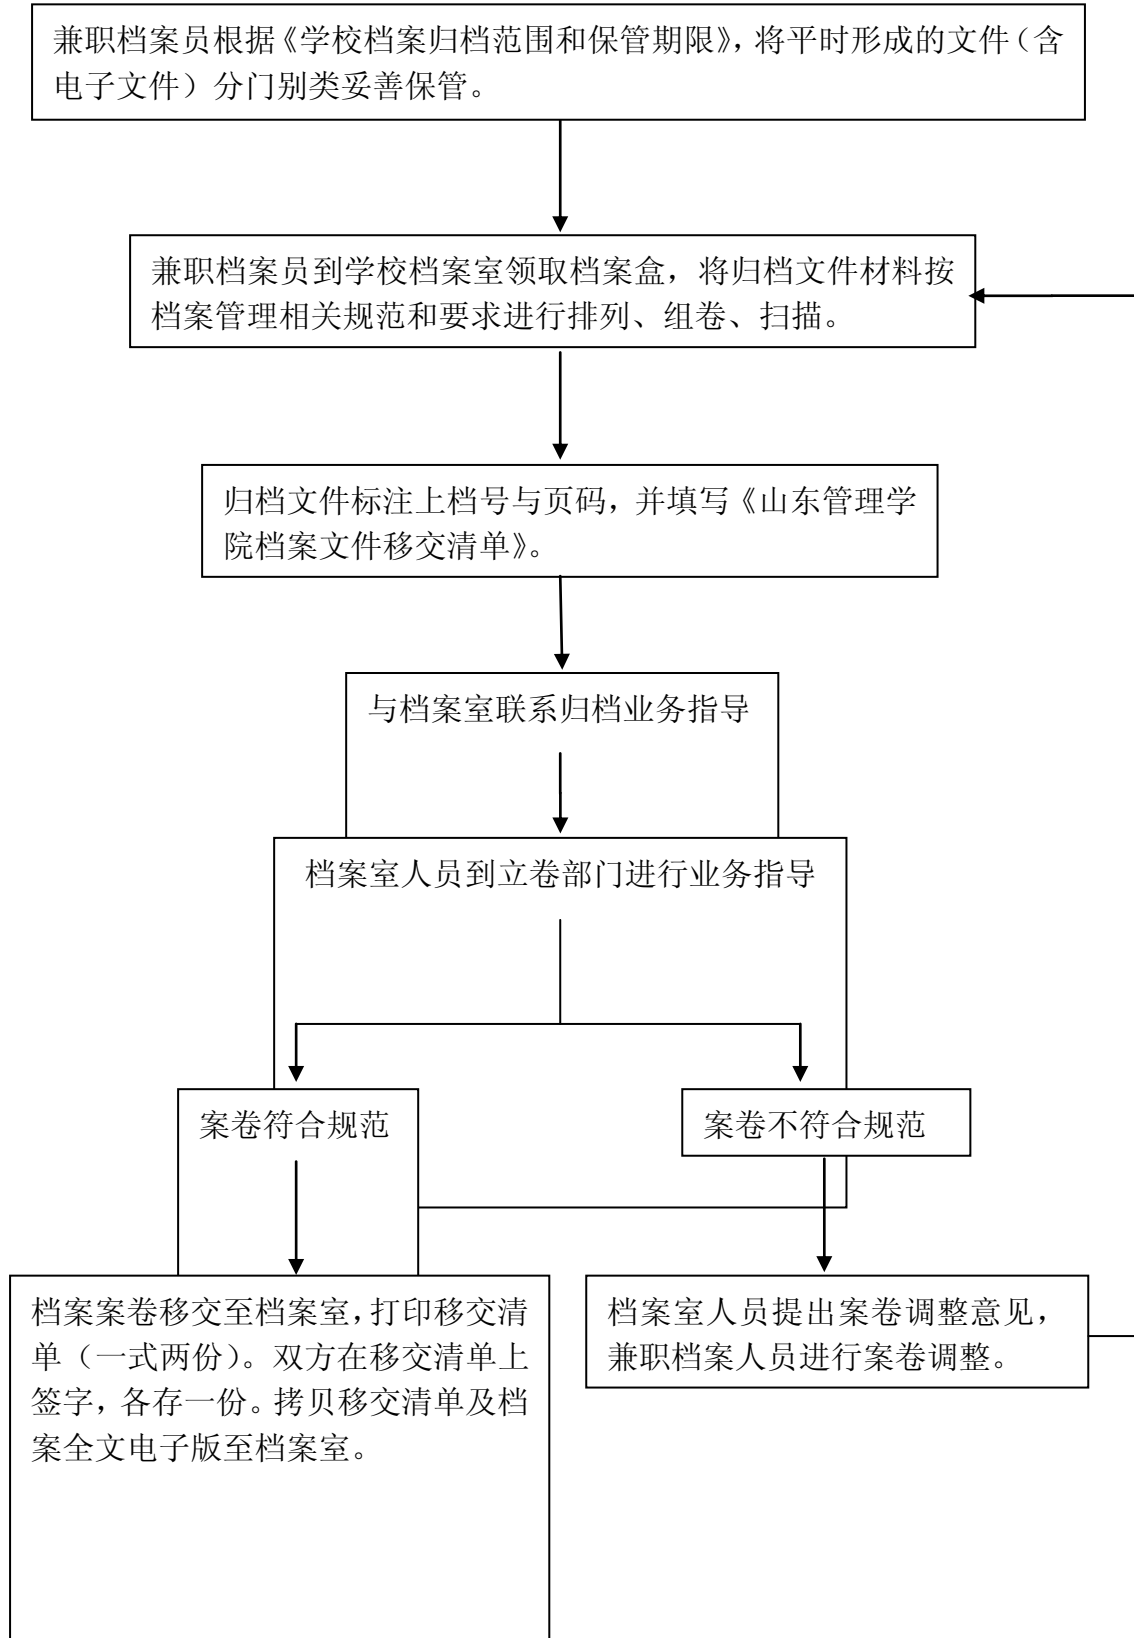 兼职档案员根据《学校档案归档范围和保管期限》，将平时形成的文件（含
电子文件）分门别类妥善保管。
兼职档案员到学校档案室领取档案盒，将归档文件材料按
档案管理相关规范和要求进行排列、组卷、扫描。
归档文件标注上档号与页码，并填写《山东管理学
院档案文件移交清单》。
与档案室联系归档业务指导
档案室人员到立卷部门进行业务指导
案卷符合规范
案卷不符合规范
档案案卷移交至档案室，打印移交清
单（一式两份）。双方在移交清单上
签字，各存一份。拷贝移交清单及档
案全文电子版至档案室。
档案室人员提出案卷调整意见，
兼职档案人员进行案卷调整。